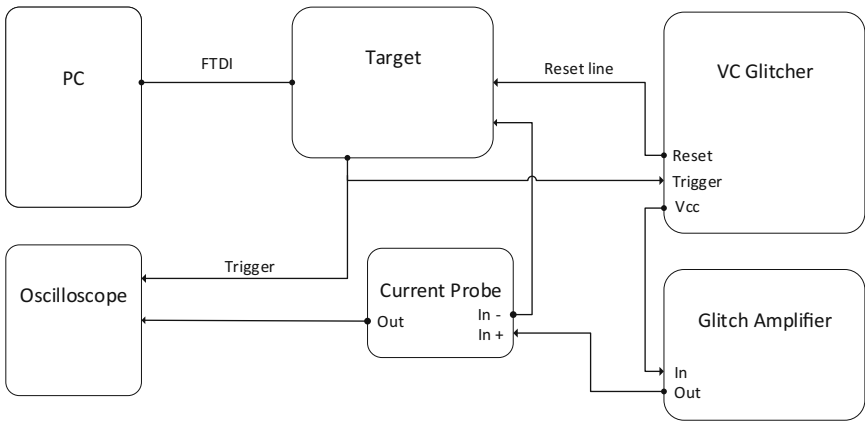 PC
FTDI
Target
Reset line
VC Glitcher
Reset
Trigger
Vcc
Oscilloscope
Trigger
Current Probe
Out
In -
In +
Glitch Amplifier
In
Out